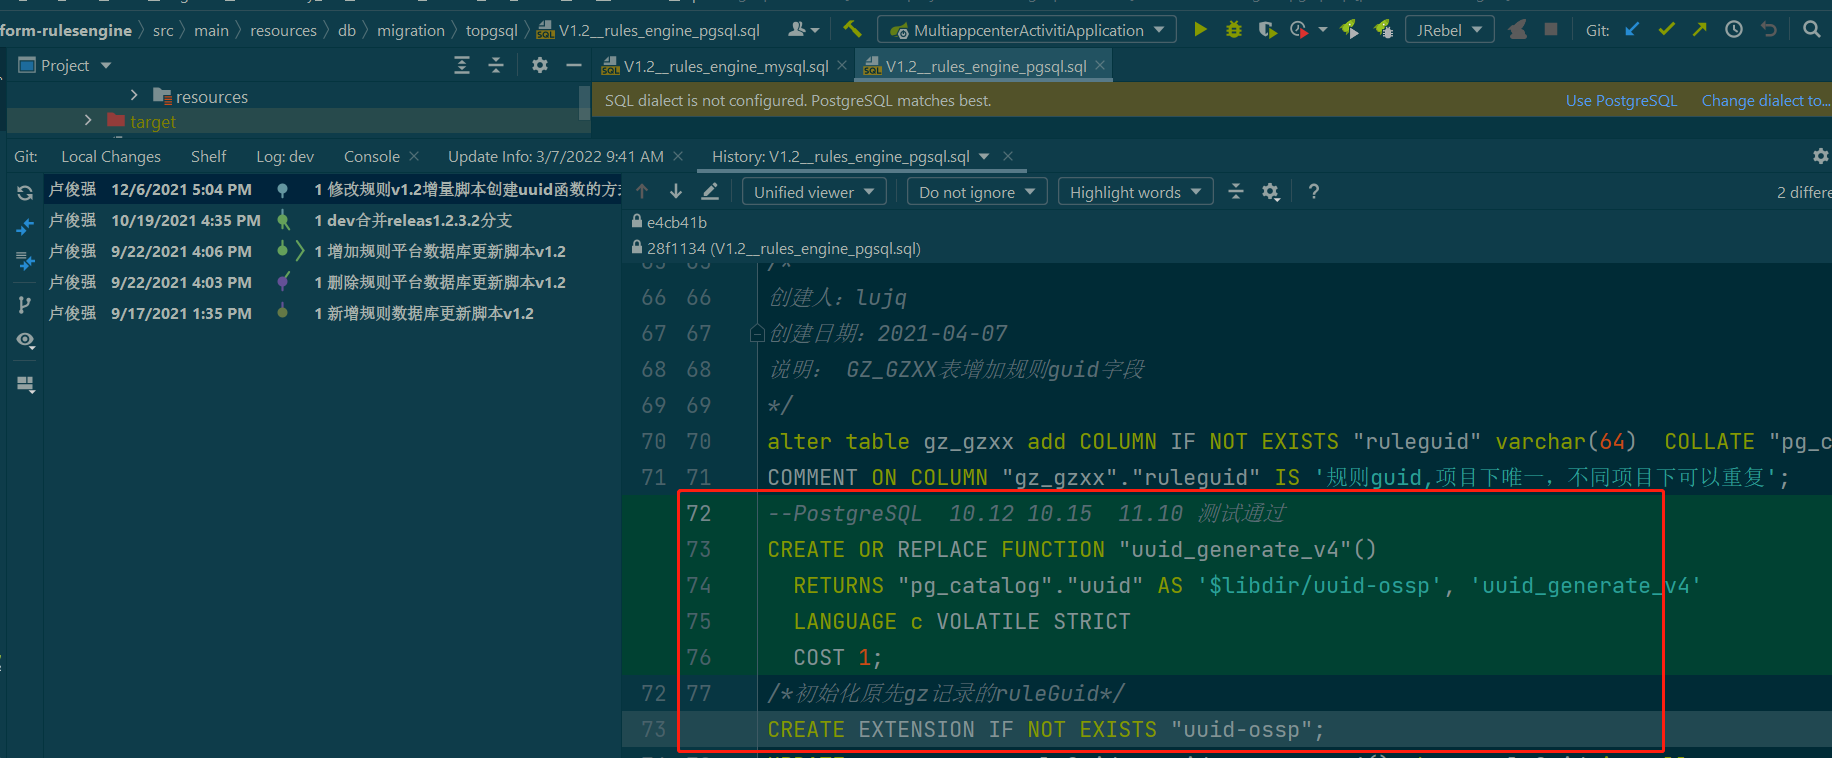 form-rulesengine src main resources db migration topgsql V1.2__rules_engine_pgsql.sql MultiappcenterActivitiApplication JRebel Git:
Project V1.2__rules_engine_mysql.sql V1.2__rules_engine_pgsql.sql
resources
SQL dialect is not configured. PostgreSQL matches best. Use PostgreSQL Change dialect to...
target
Git: Local Changes Shelf Log: dev Console Update Info: 3/7/2022 9:41 AM History: V1.2__rules_engine_pgsql.sql
卢俊强 12/6/2021 5:04 PM 1 修改规则v1.2增量脚本创建uuid函数的方式
卢俊强 10/19/2021 4:35 PM 1 dev合并releas1.2.3.2分支
卢俊强 9/22/2021 4:06 PM 1 增加规则平台数据库更新脚本v1.2
卢俊强 9/22/2021 4:03 PM 1 删除规则平台数据库更新脚本v1.2
卢俊强 9/17/2021 1:35 PM 1 新增规则数据库更新脚本v1.2
Unified viewer Do not ignore Highlight words ? 2 differe
e4cb41b
28f1134 (V1.2__rules_engine_pgsql.sql)
65 65 /*
66 66 创建人：lujq
67 67 创建日期：2021-04-07
68 68 说明： GZ_GZXX表增加规则guid字段
69 69 */
70 70 alter table gz_gzxx add COLUMN IF NOT EXISTS "ruleguid" varchar(64) COLLATE "pg_c
71 71 COMMENT ON COLUMN "gz_gzxx"."ruleguid" IS '规则guid,项目下唯一，不同项目下可以重复';
72 --PostgreSQL 10.12 10.15 11.10 测试通过
73 CREATE OR REPLACE FUNCTION "uuid_generate_v4"()
74 RETURNS "pg_catalog"."uuid" AS '$libdir/uuid-ossp', 'uuid_generate_v4'
75 LANGUAGE c VOLATILE STRICT
76 COST 1;
72 77 /*初始化原先gz记录的ruleGuid*/
73 CREATE EXTENSION IF NOT EXISTS "uuid-ossp";